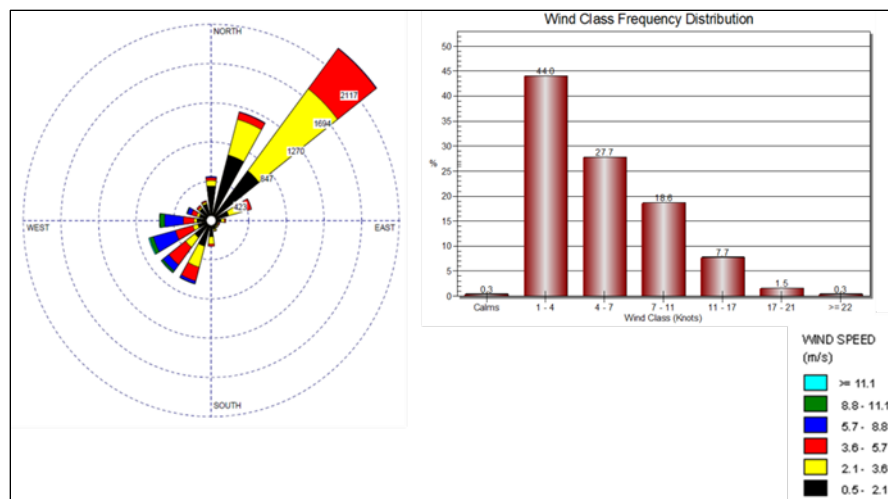 NORTH
2117
1694
1270
847
423
WEST
EAST
SOUTH
Wind Class Frequency Distribution
%
50
45
40
35
30
25
20
15
10
5
0
0.3
44.0
27.7
18.6
7.7
1.5
0.3
Calms
1 - 4
4 - 7
7 - 11
11 - 17
17 - 21
>= 22
Wind Class (Knots)
WIND SPEED
(m/s)
>= 11.1
8.8 - 11.1
5.7 - 8.8
3.6 - 5.7
2.1 - 3.6
0.5 - 2.1